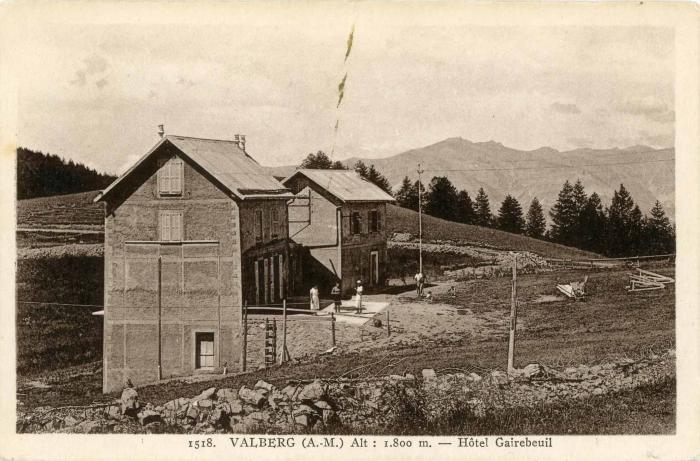 1518. VALBERG (A.-M.) Alt : 1.800 m. — Hôtel Gairebeuil